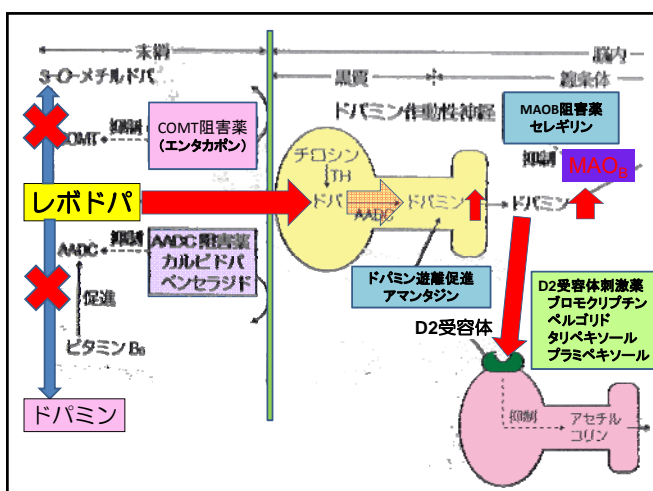 末梢
脳内
黒質
線条体
3-O-メチルドパ
ドパミン作動性神経
MAOB阻害薬
セレギリン
COMT
抑制
COMT阻害薬
(エンタカポン)
抑制
MAOB
チロシン
TH
レボドパ
ドパ
AADC
ドパミン
ドパミン
AADC
抑制
AADC阻害薬
カルビドパ
ベンセラジド
促進
ビタミンB6
ドパミン
ドパミン遊離促進
アマンタジン
D2受容体
D2受容体刺激薬
ブロモクリプチン
ペルゴリド
タリペキソール
プラミペキソール
抑制
アセチル
コリン